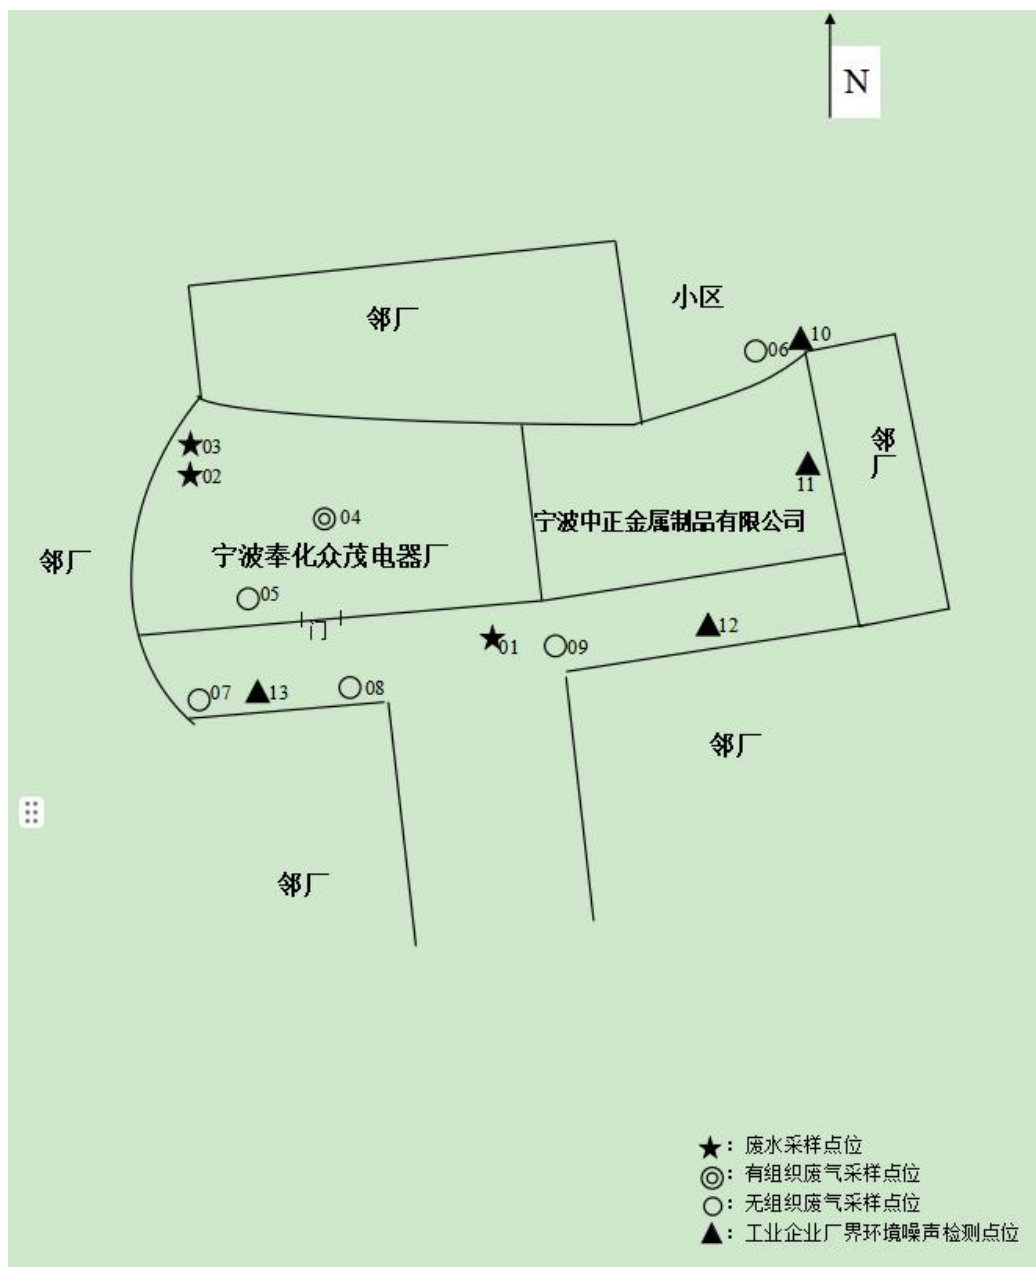 N
小区
邻厂
06
10
03
02
邻厂
11
04
宁波中正金属制品有限公司
邻厂
宁波奉化众茂电器厂
05
门
01
09
12
07
13
08
邻厂
邻厂
★：废水采样点位
◎：有组织废气采样点位
○：无组织废气采样点位
▲：工业企业厂界环境噪声检测点位